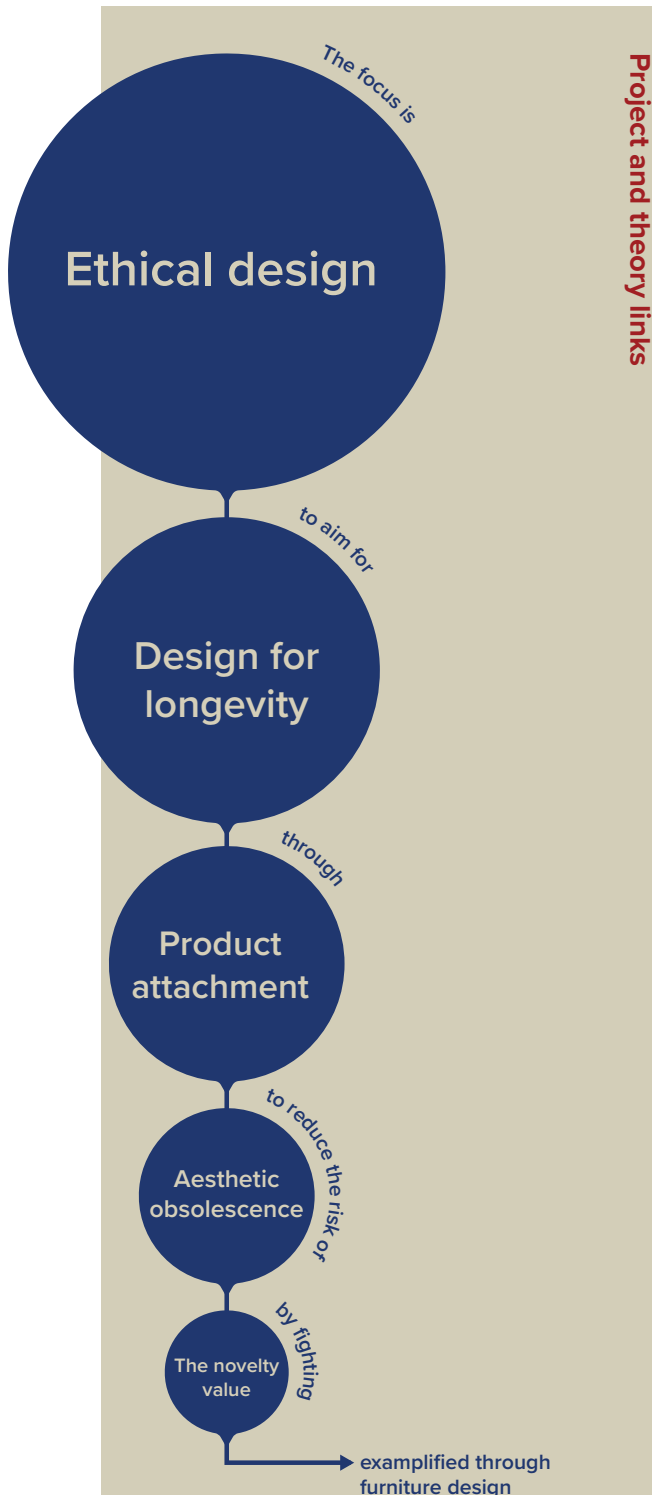 Project and theory links
The focus is
Ethical design
to aim for
Design for
longevity
through
Product
attachment
to reduce the risk of
Aesthetic
obsolescence
by fighting
The novelty
value
examplified through
furniture design